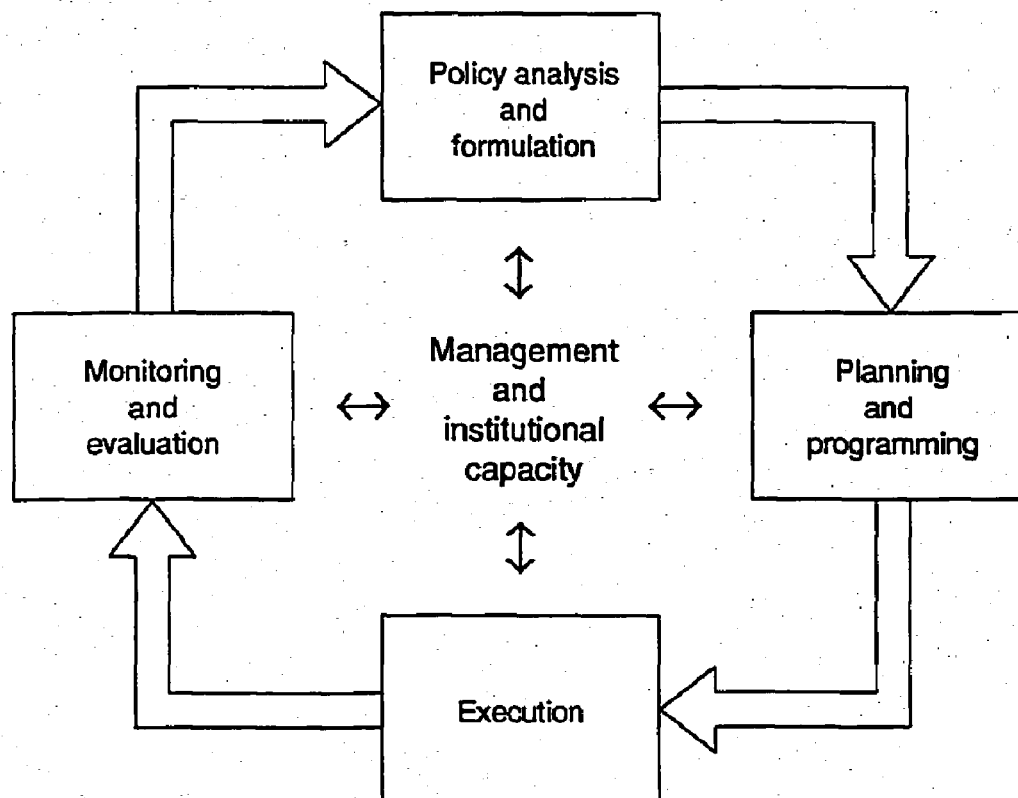 Policy analysis
and
formulation
Monitoring
and
evaluation
Management
and
institutional
capacity
Planning
and
programming
Execution